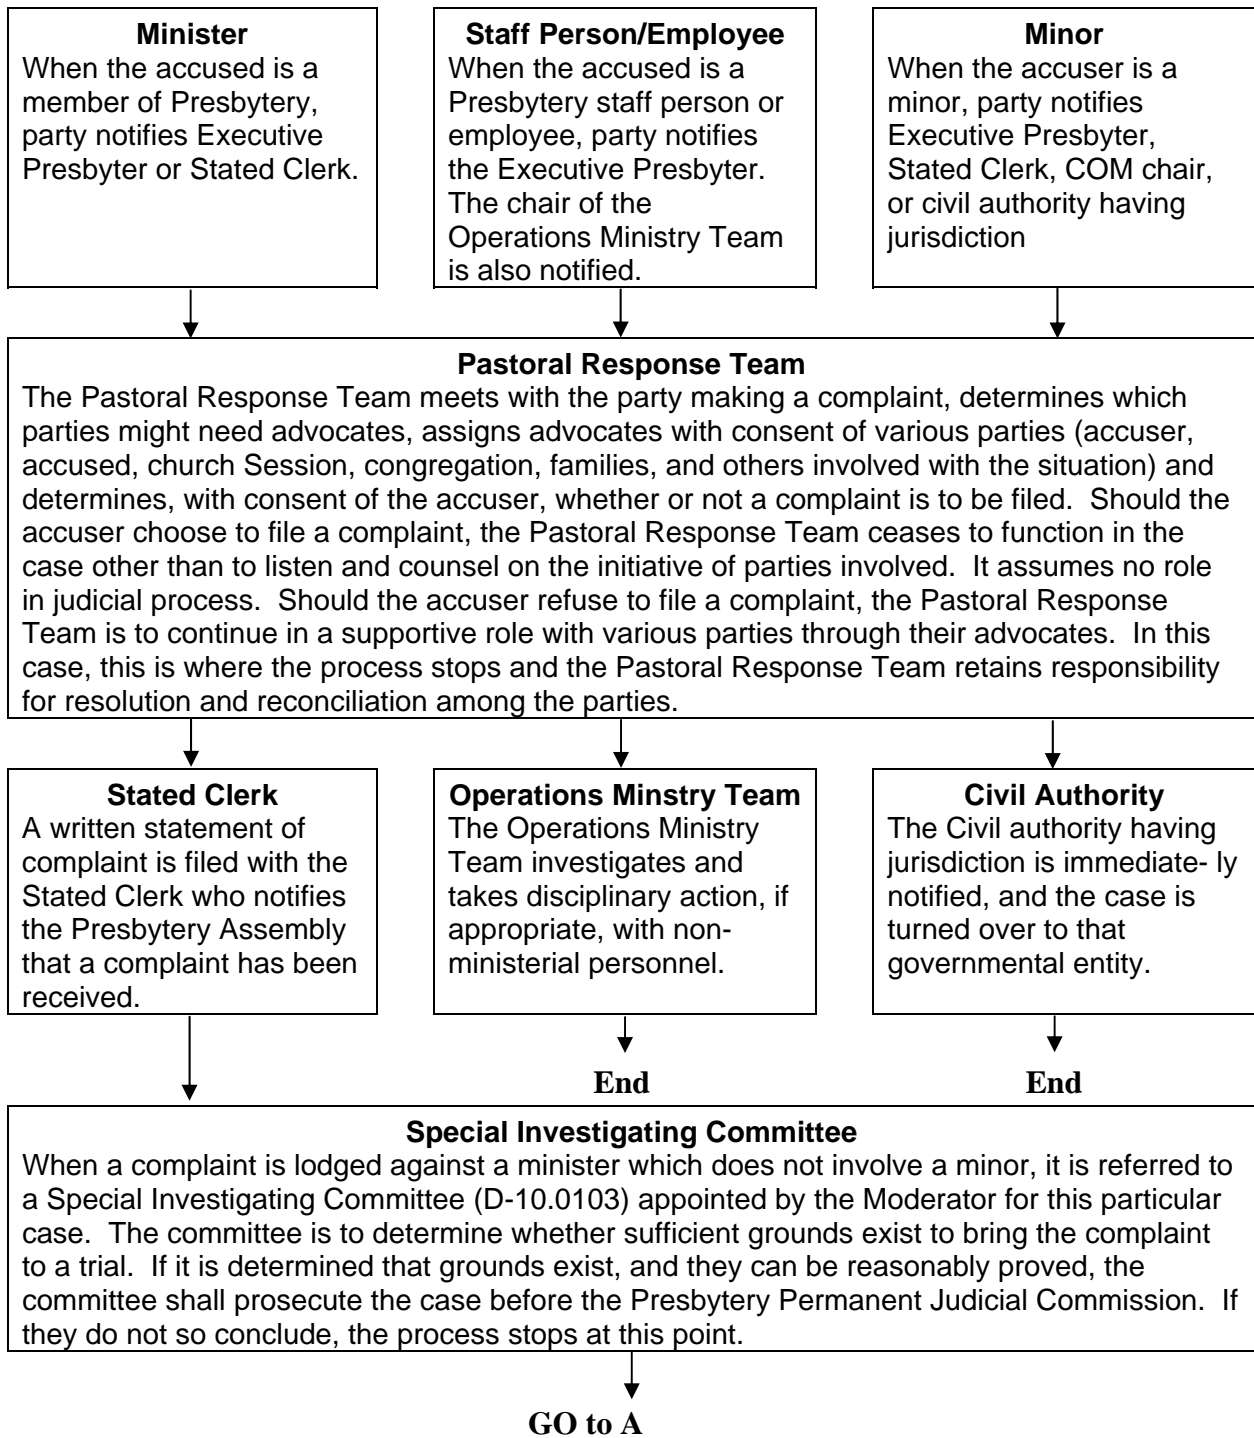 Minister
When the accused is a
member of Presbytery,
party notifies Executive
Presbyter or Stated Clerk.
Staff Person/Employee
When the accused is a
Presbytery staff person or
employee, party notifies
the Executive Presbyter.
The chair of the
Operations Ministry Team
is also notified.
Minor
When the accuser is a
minor, party notifies
Executive Presbyter,
Stated Clerk, COM chair,
or civil authority having
jurisdiction
Pastoral Response Team
The Pastoral Response Team meets with the party making a complaint, determines which
parties might need advocates, assigns advocates with consent of various parties (accuser,
accused, church Session, congregation, families, and others involved with the situation) and
determines, with consent of the accuser, whether or not a complaint is to be filed.  Should the
accuser choose to file a complaint, the Pastoral Response Team ceases to function in the
case other than to listen and counsel on the initiative of parties involved.  It assumes no role
in judicial process.  Should the accuser refuse to file a complaint, the Pastoral Response
Team is to continue in a supportive role with various parties through their advocates.  In this
case, this is where the process stops and the Pastoral Response Team retains responsibility
for resolution and reconciliation among the parties.
Stated Clerk
A written statement of
complaint is filed with the
Stated Clerk who notifies
the Presbytery Assembly
that a complaint has been
received.
Operations Minstry Team
The Operations Ministry
Team investigates and
takes disciplinary action, if
appropriate, with non-
ministerial personnel.
Civil Authority
The Civil authority having
jurisdiction is immediate- ly
notified, and the case is
turned over to that
governmental entity.
End
End
Special Investigating Committee
When a complaint is lodged against a minister which does not involve a minor, it is referred to
a Special Investigating Committee (D-10.0103) appointed by the Moderator for this particular
case.  The committee is to determine whether sufficient grounds exist to bring the complaint
to a trial.  If it is determined that grounds exist, and they can be reasonably proved, the
committee shall prosecute the case before the Presbytery Permanent Judicial Commission.  If
they do not so conclude, the process stops at this point.
GO to A